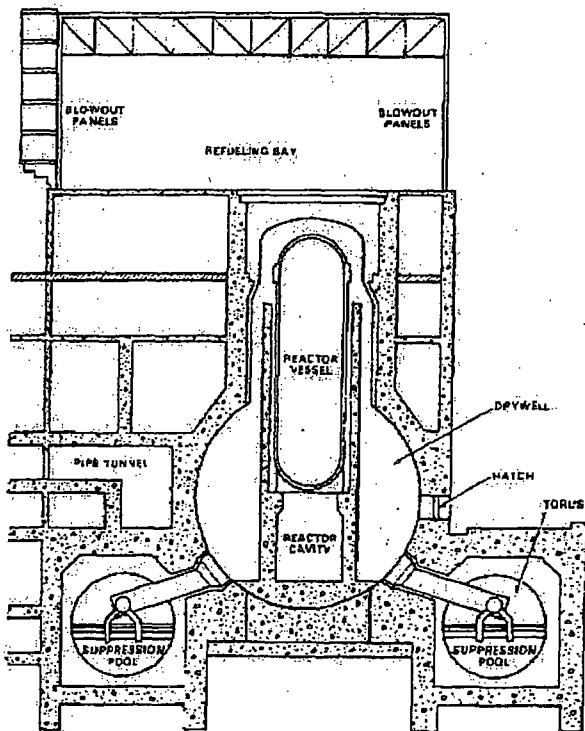 BLOWOUT
PANELS
BLOWOUT
PANELS
REFUELING BAY
REACTOR
VESSEL
DRYWELL
PIPE TUNNEL
HATCH
TORUS
REACTOR
CAVITY
SUPPRESSION
POOL
SUPPRESSION
POOL